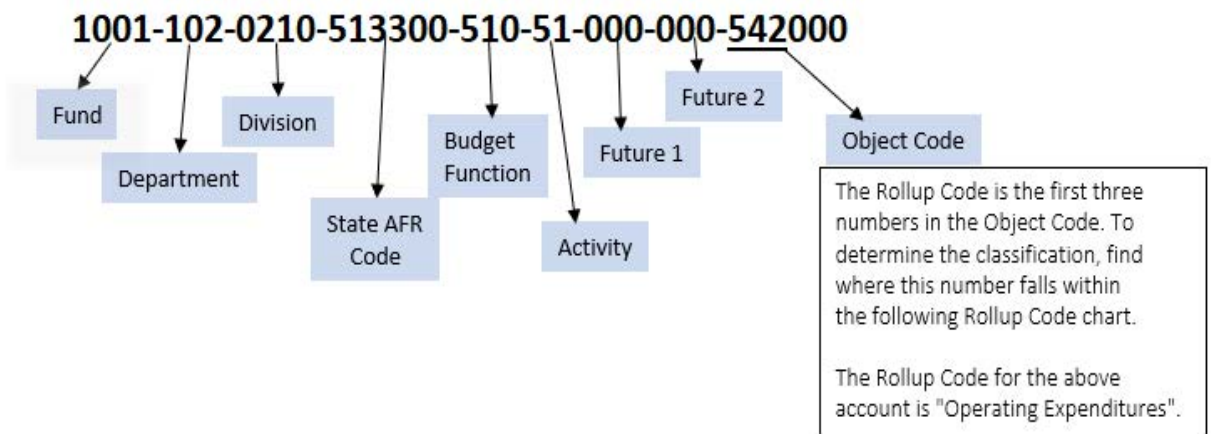 1001-102-0210-513300-510-51-000-000-542000
Fund
Department
Division
State AFR
Code
Budget
Function
Activity
Future 1
Future 2
Object Code
The Rollup Code is the first three
numbers in the Object Code. To
determine the classification, find
where this number falls within
the following Rollup Code chart.
The Rollup Code for the above
account is "Operating Expenditures".